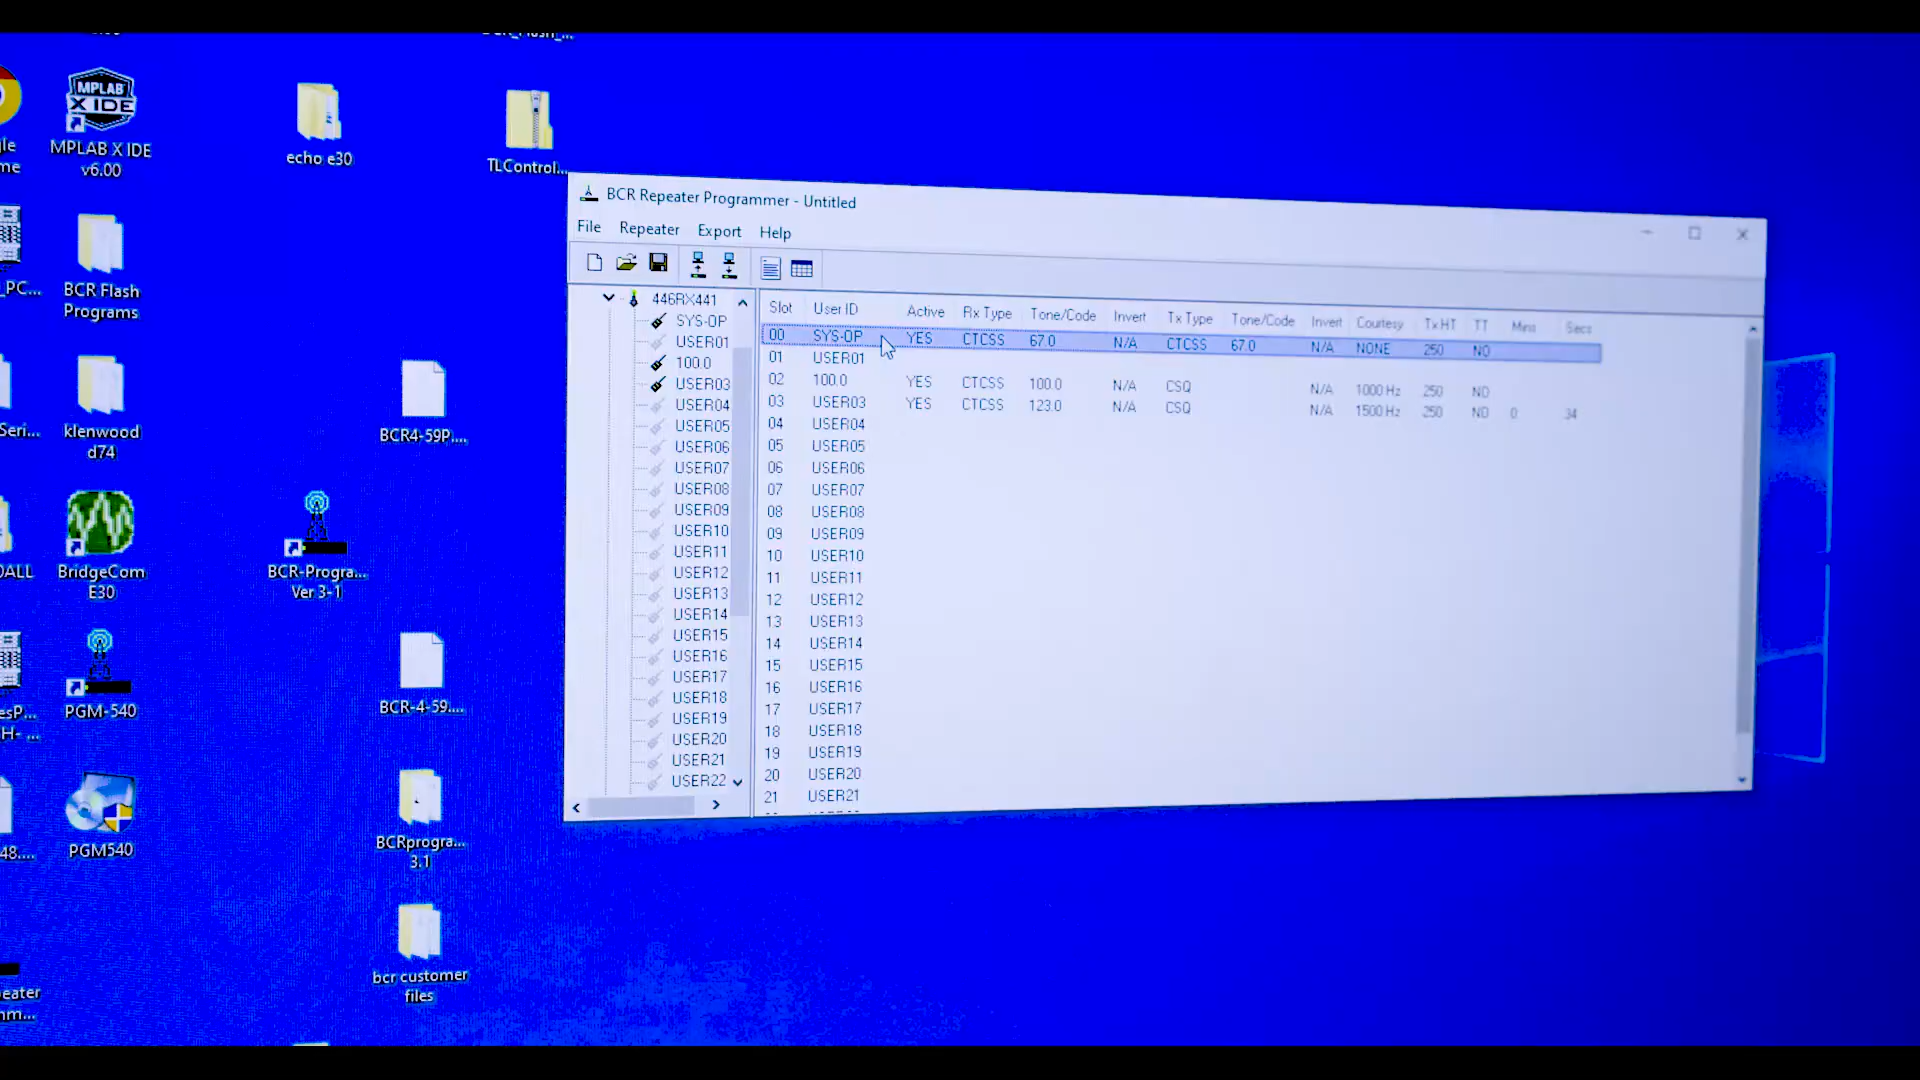 MPLAB
X IDE
MPLAB X IDE
v6.00
echo e30
TLControl...
BCR Flash
Programs
klenwood
d74
BCR4-59P....
BridgeCom
E30
BCR-Progra...
Ver 3-1
PGM-540
BCR-4-59....
PGM540
BCRprogra...
3.1
bcr customer
files
BCR Repeater Programmer - Untitled
File Repeater Export Help
446RX441
SYS-OP
USER01
100.0
USER03
USER04
USER05
USER06
USER07
USER08
USER09
USER10
USER11
USER12
USER13
USER14
USER15
USER16
USER17
USER18
USER19
USER20
USER21
USER22
Slot User ID Active Rx Type Tone/Code Invert Tx Type Tone/Code Invert Courtesy Tx HT TT Mins Secs
00 SYS-OP YES CTCSS 67.0 N/A CTCSS 67.0 N/A NONE 250 NO
01 USER01
02 100.0 YES CTCSS 100.0 N/A CSQ N/A 1000 Hz 250 NO
03 USER03 YES CTCSS 123.0 N/A CSQ N/A 1500 Hz 250 NO 0 34
04 USER04
05 USER05
06 USER06
07 USER07
08 USER08
09 USER09
10 USER10
11 USER11
12 USER12
13 USER13
14 USER14
15 USER15
16 USER16
17 USER17
18 USER18
19 USER19
20 USER20
21 USER21